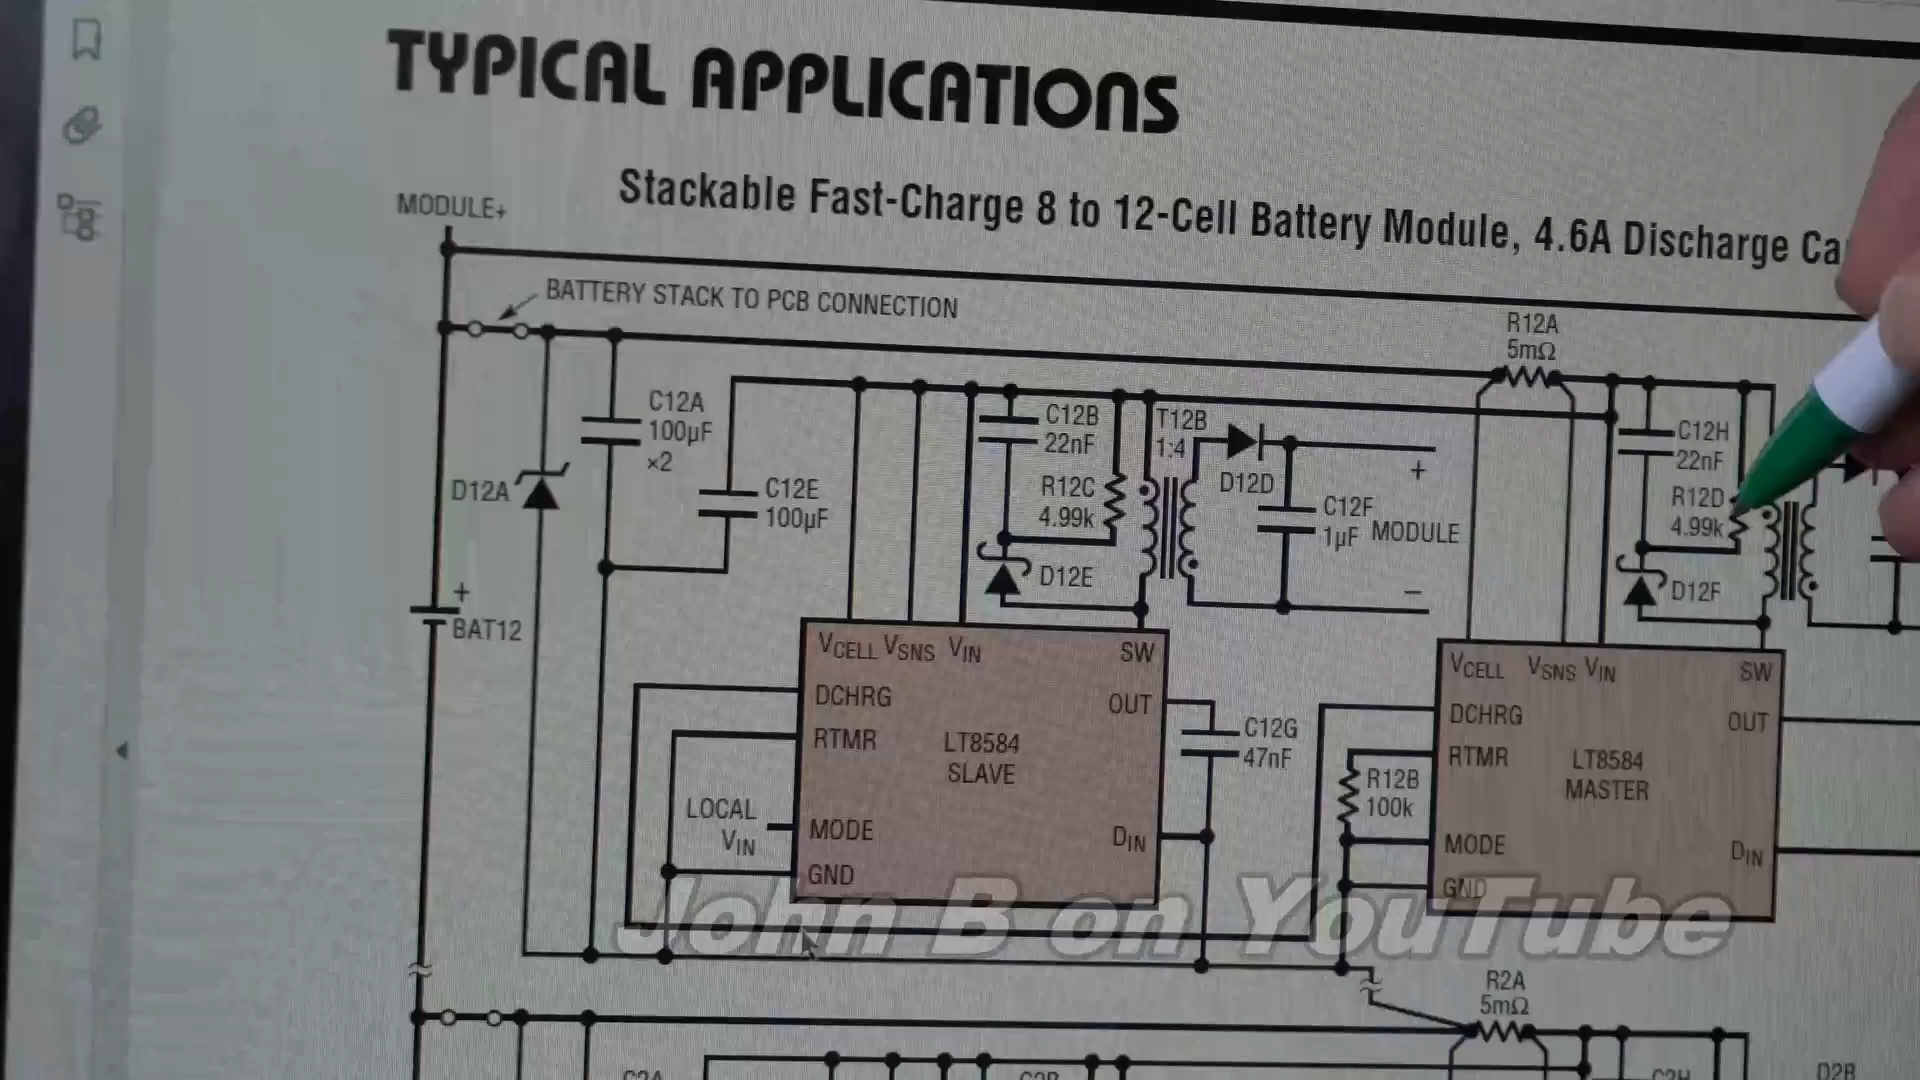 TYPICAL APPLICATIONS
Stackable Fast-Charge 8 to 12-Cell Battery Module, 4.6A Discharge
MODULE+
BATTERY STACK TO PCB CONNECTION
R12A
5mΩ
C12A
100µF
×2
D12A
C12E
100µF
C12B
22nF
R12C
4.99k
D12E
T12B
1:4
D12D
+
C12F
1µF
MODULE
–
C12H
22nF
R12D
4.99k
D12F
+
BAT12
VCELL VSNS VIN SW
DCHRG
OUT
RTMR
LT8584
SLAVE
LOCAL
VIN
MODE
DIN
GND
C12G
47nF
VCELL VSNS VIN SW
DCHRG
OUT
RTMR
LT8584
MASTER
R12B
100k
MODE
DIN
GND
John B on YouTube
R2A
5mΩ
C2A
C2B
C2H
D2B